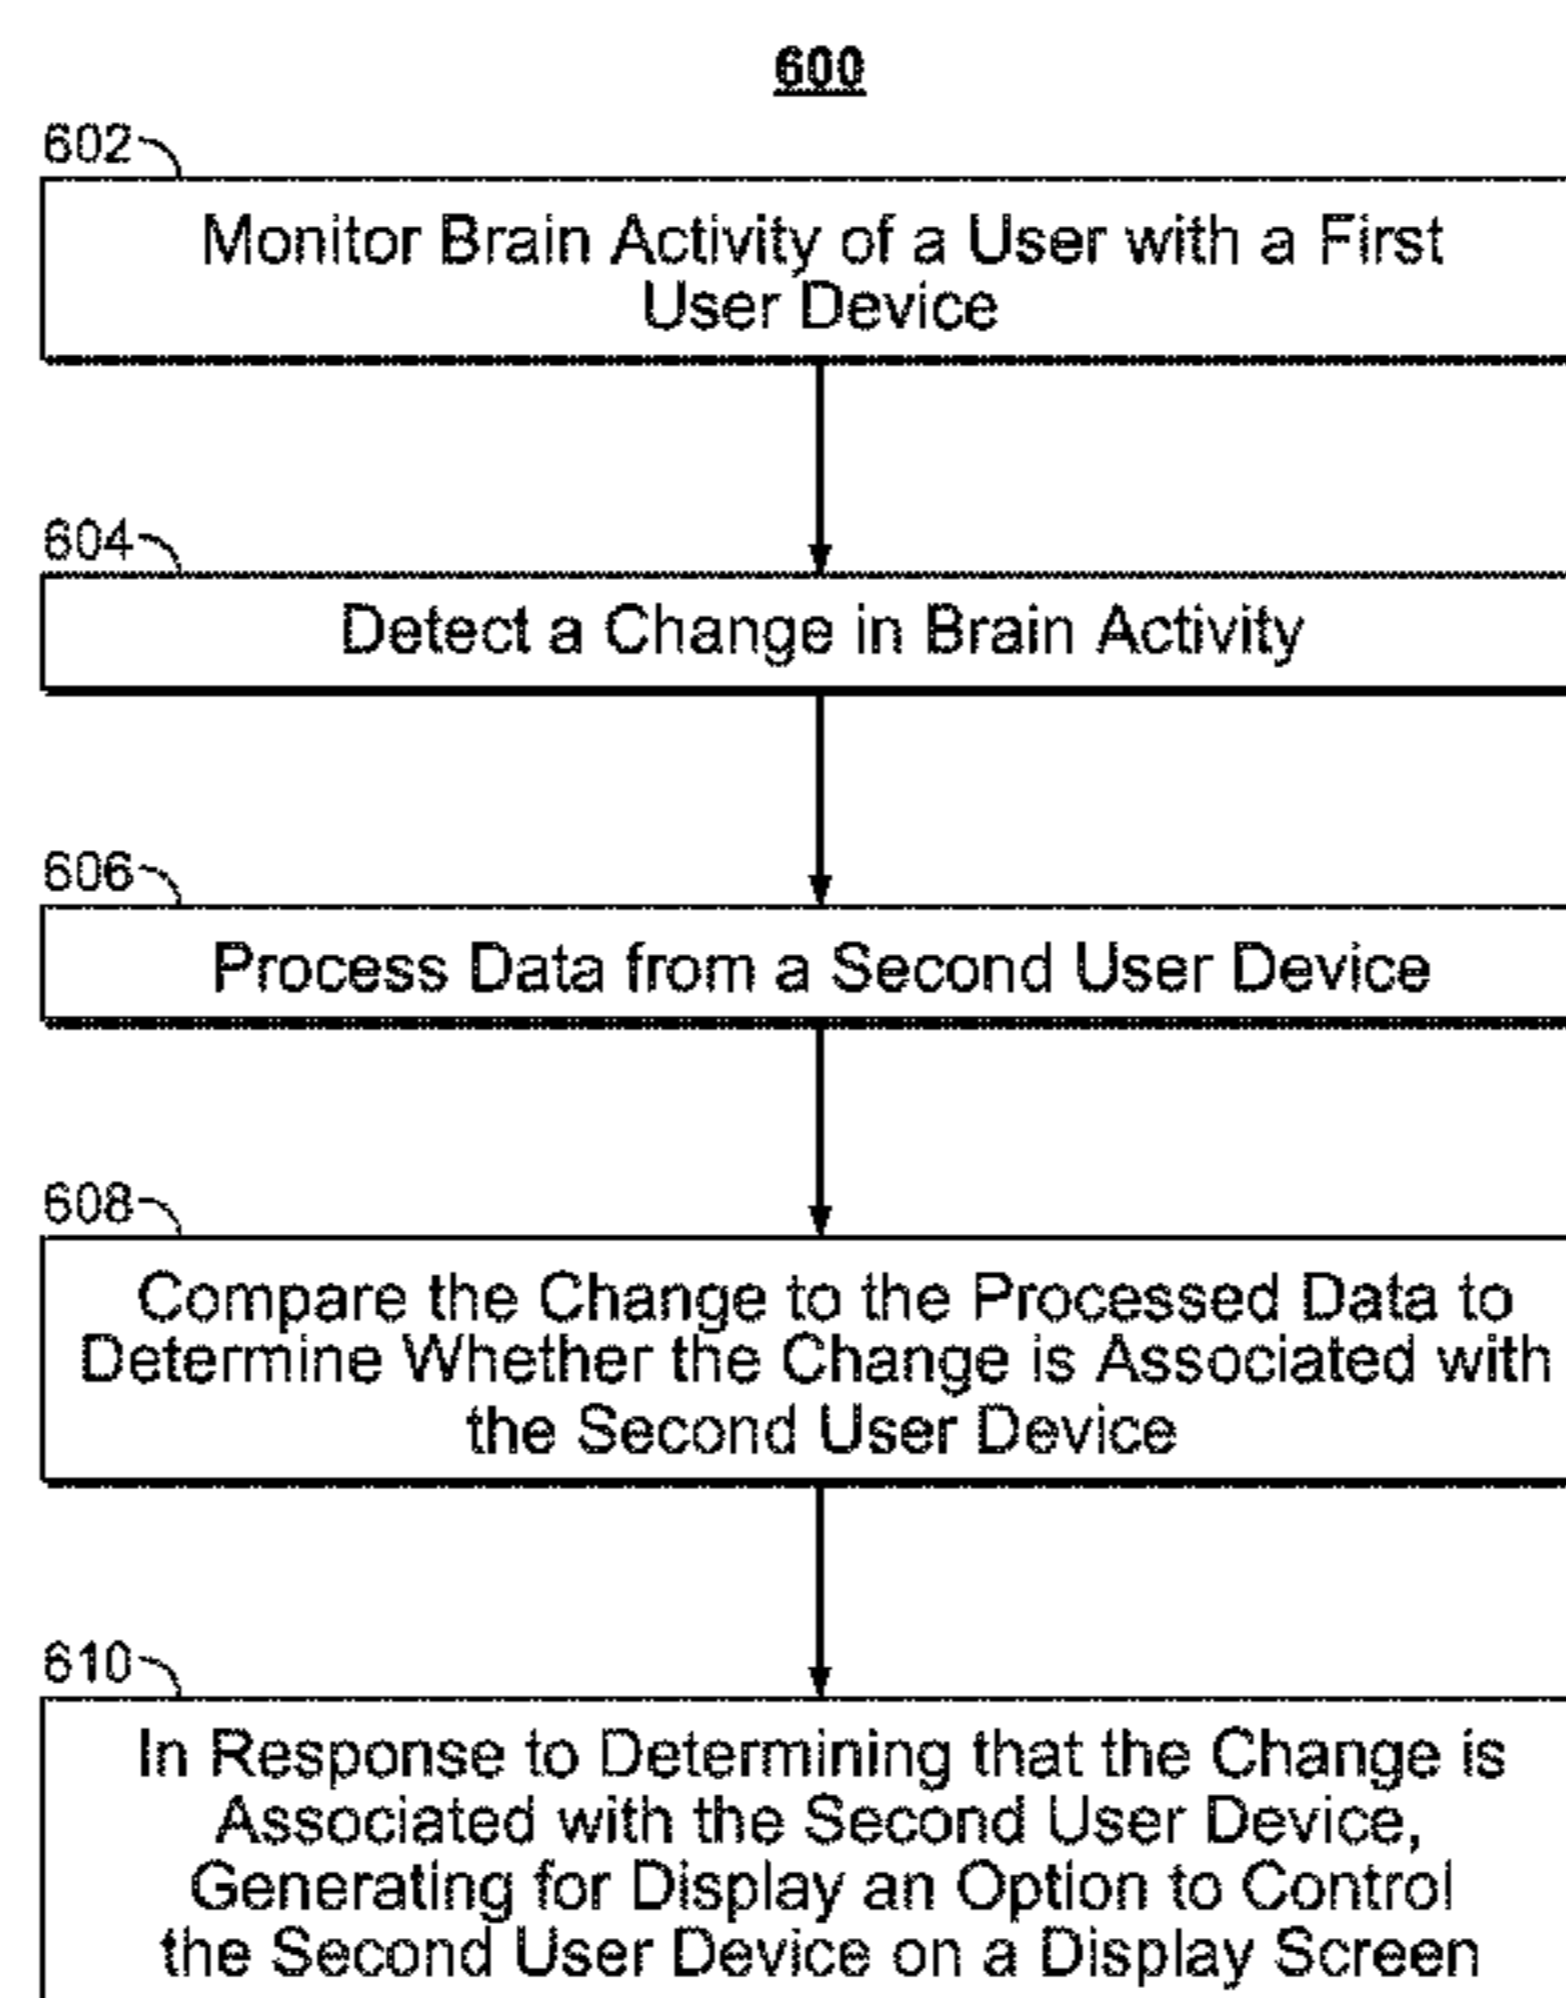 600
602
Monitor Brain Activity of a User with a First
User Device
604
Detect a Change in Brain Activity
606
Process Data from a Second User Device
608
Compare the Change to the Processed Data to
Determine Whether the Change is Associated with
the Second User Device
610
In Response to Determining that the Change is
Associated with the Second User Device,
Generating for Display an Option to Control
the Second User Device on a Display Screen